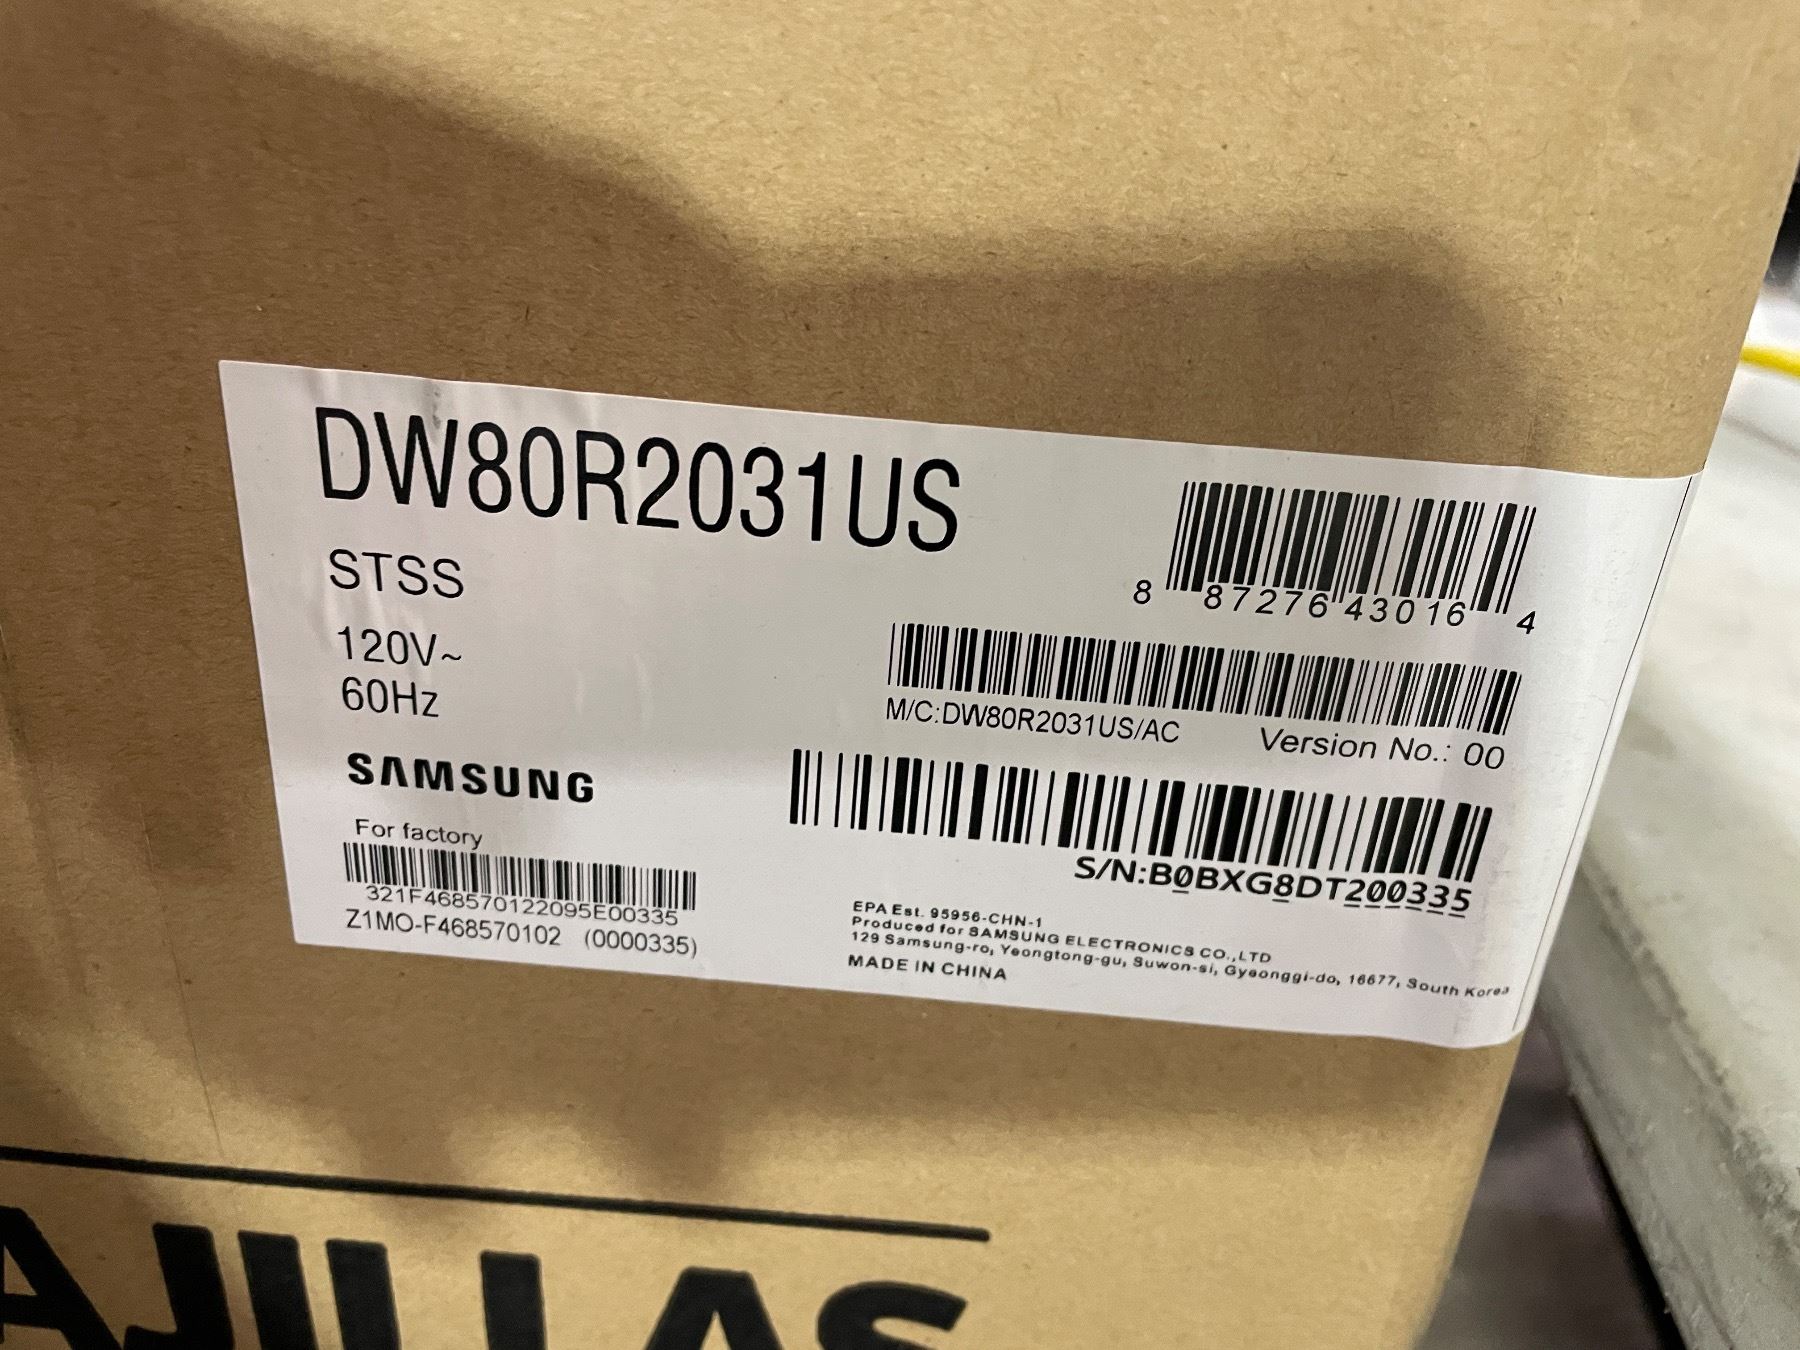 DW80R2031US
STSS
120V~
60Hz
SAMSUNG
For factory
321F468570122095E00335
Z1MO-F468570102 (0000335)
8 87276 43016 4
M/C:DW80R2031US/AC Version No.: 00
S/N:B0BXG8DT200335
EPA Est. 95956-CHN-1
Produced for SAMSUNG ELECTRONICS CO.,LTD
129 Samsung-ro, Yeongtong-gu, Suwon-si, Gyeonggi-do, 16677, South Korea
MADE IN CHINA
AJILLAS